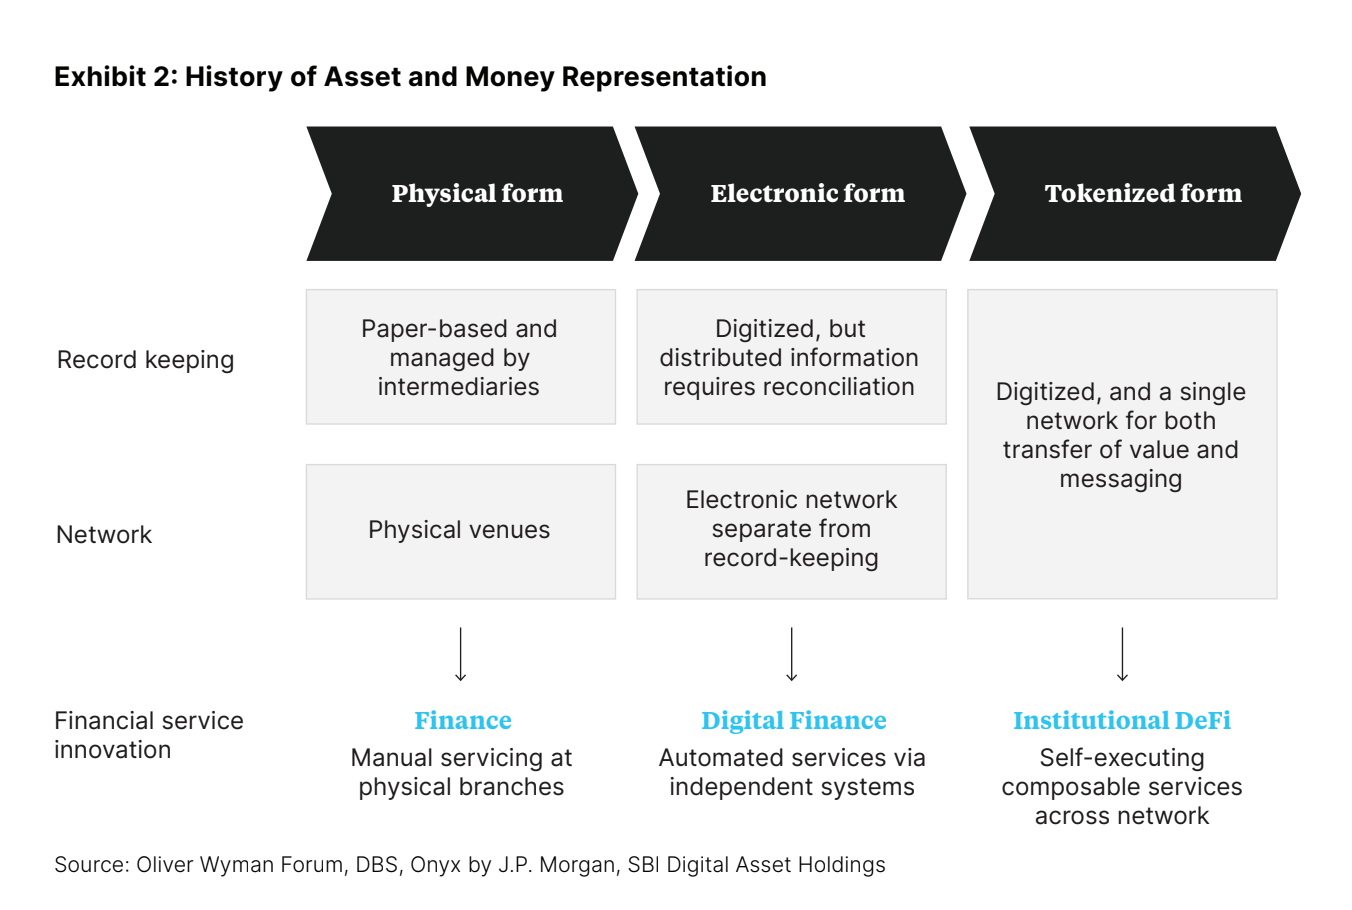 Exhibit 2: History of Asset and Money Representation
Physical form
Electronic form
Tokenized form
Record keeping
Paper-based and
managed by
intermediaries
Digitized, but
distributed information
requires reconciliation
Digitized, and a single
network for both
transfer of value and
messaging
Network
Physical venues
Electronic network
separate from
record-keeping
Financial service
innovation
Finance
Manual servicing at
physical branches
Digital Finance
Automated services via
independent systems
Institutional DeFi
Self-executing
composable services
across network
Source: Oliver Wyman Forum, DBS, Onyx by J.P. Morgan, SBI Digital Asset Holdings